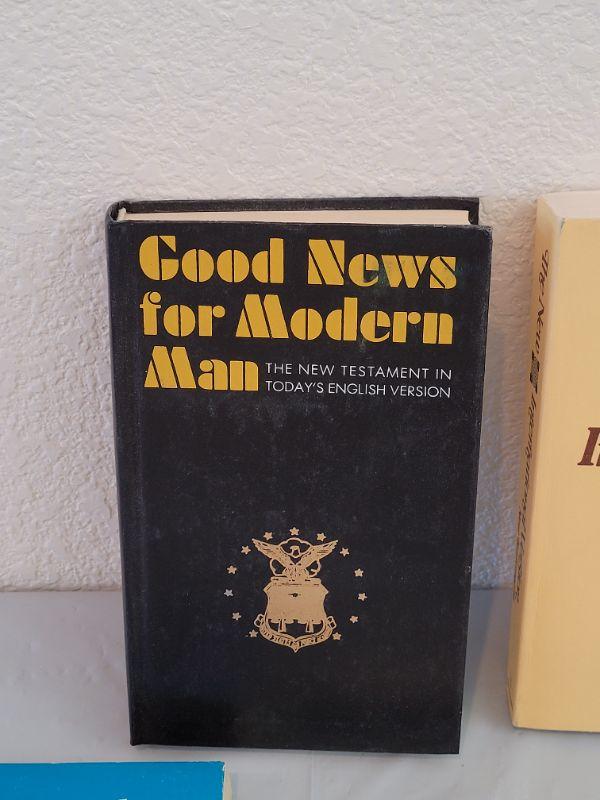 Good News
for Modern
Man
THE NEW TESTAMENT IN
TODAY'S ENGLISH VERSION